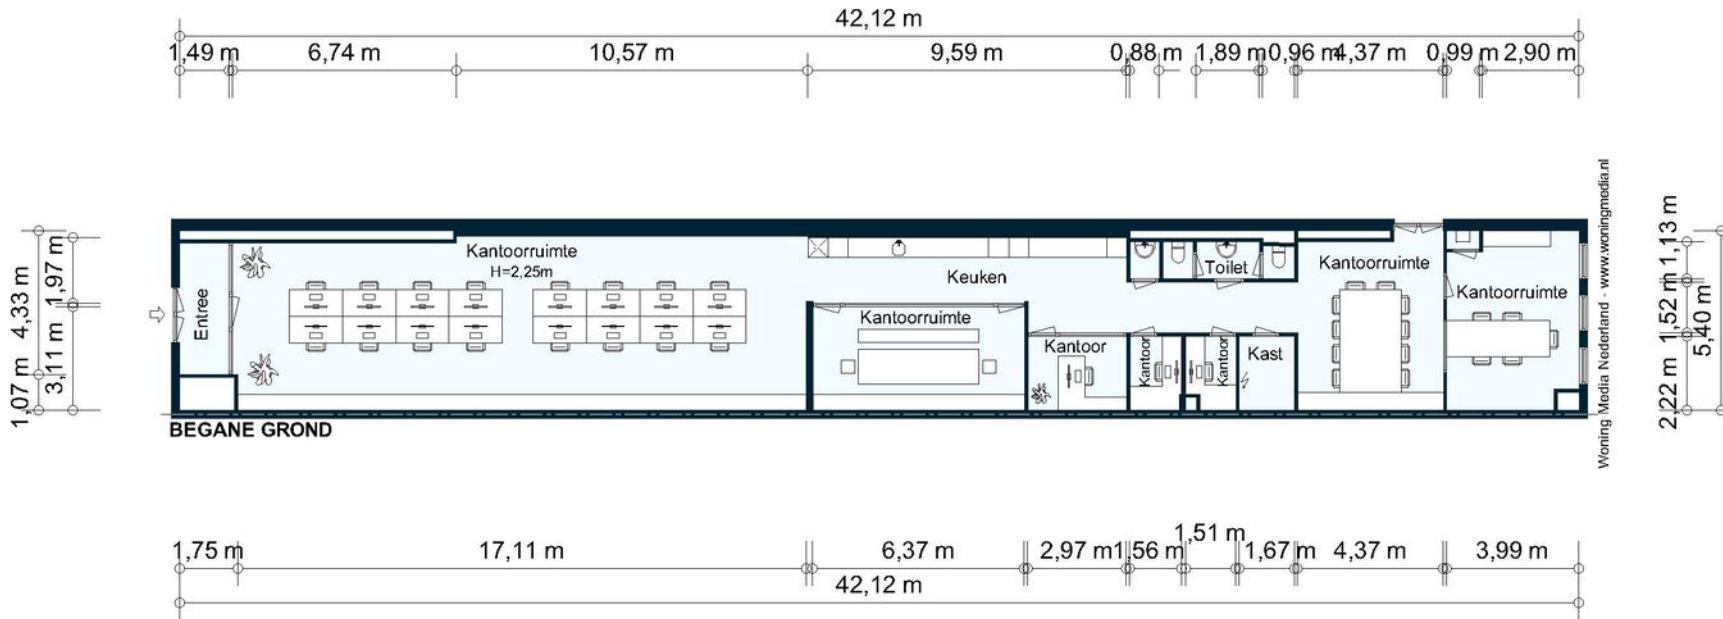 42,12 m
1,49 m 6,74 m 10,57 m 9,59 m 0,88 m 1,89 m 0,96 m 4,37 m 0,99 m 2,90 m
1,07 m 4,33 m
3,11 m 1,97 m
Entree
Kantoorruimte
H=2,25m
Keuken
Kantoorruimte
Kantoor
Kantoor
Kantoor
Toilet
Kast
Kantoorruimte
Kantoorruimte
Woning Media Nederland - www.woningmedia.nl
2,22 m 1,52 m 1,13 m
5,40 m
BEGANE GROND
1,75 m 17,11 m 6,37 m 2,97 m 1,56 m 1,51 m 1,67 m 4,37 m 3,99 m
42,12 m